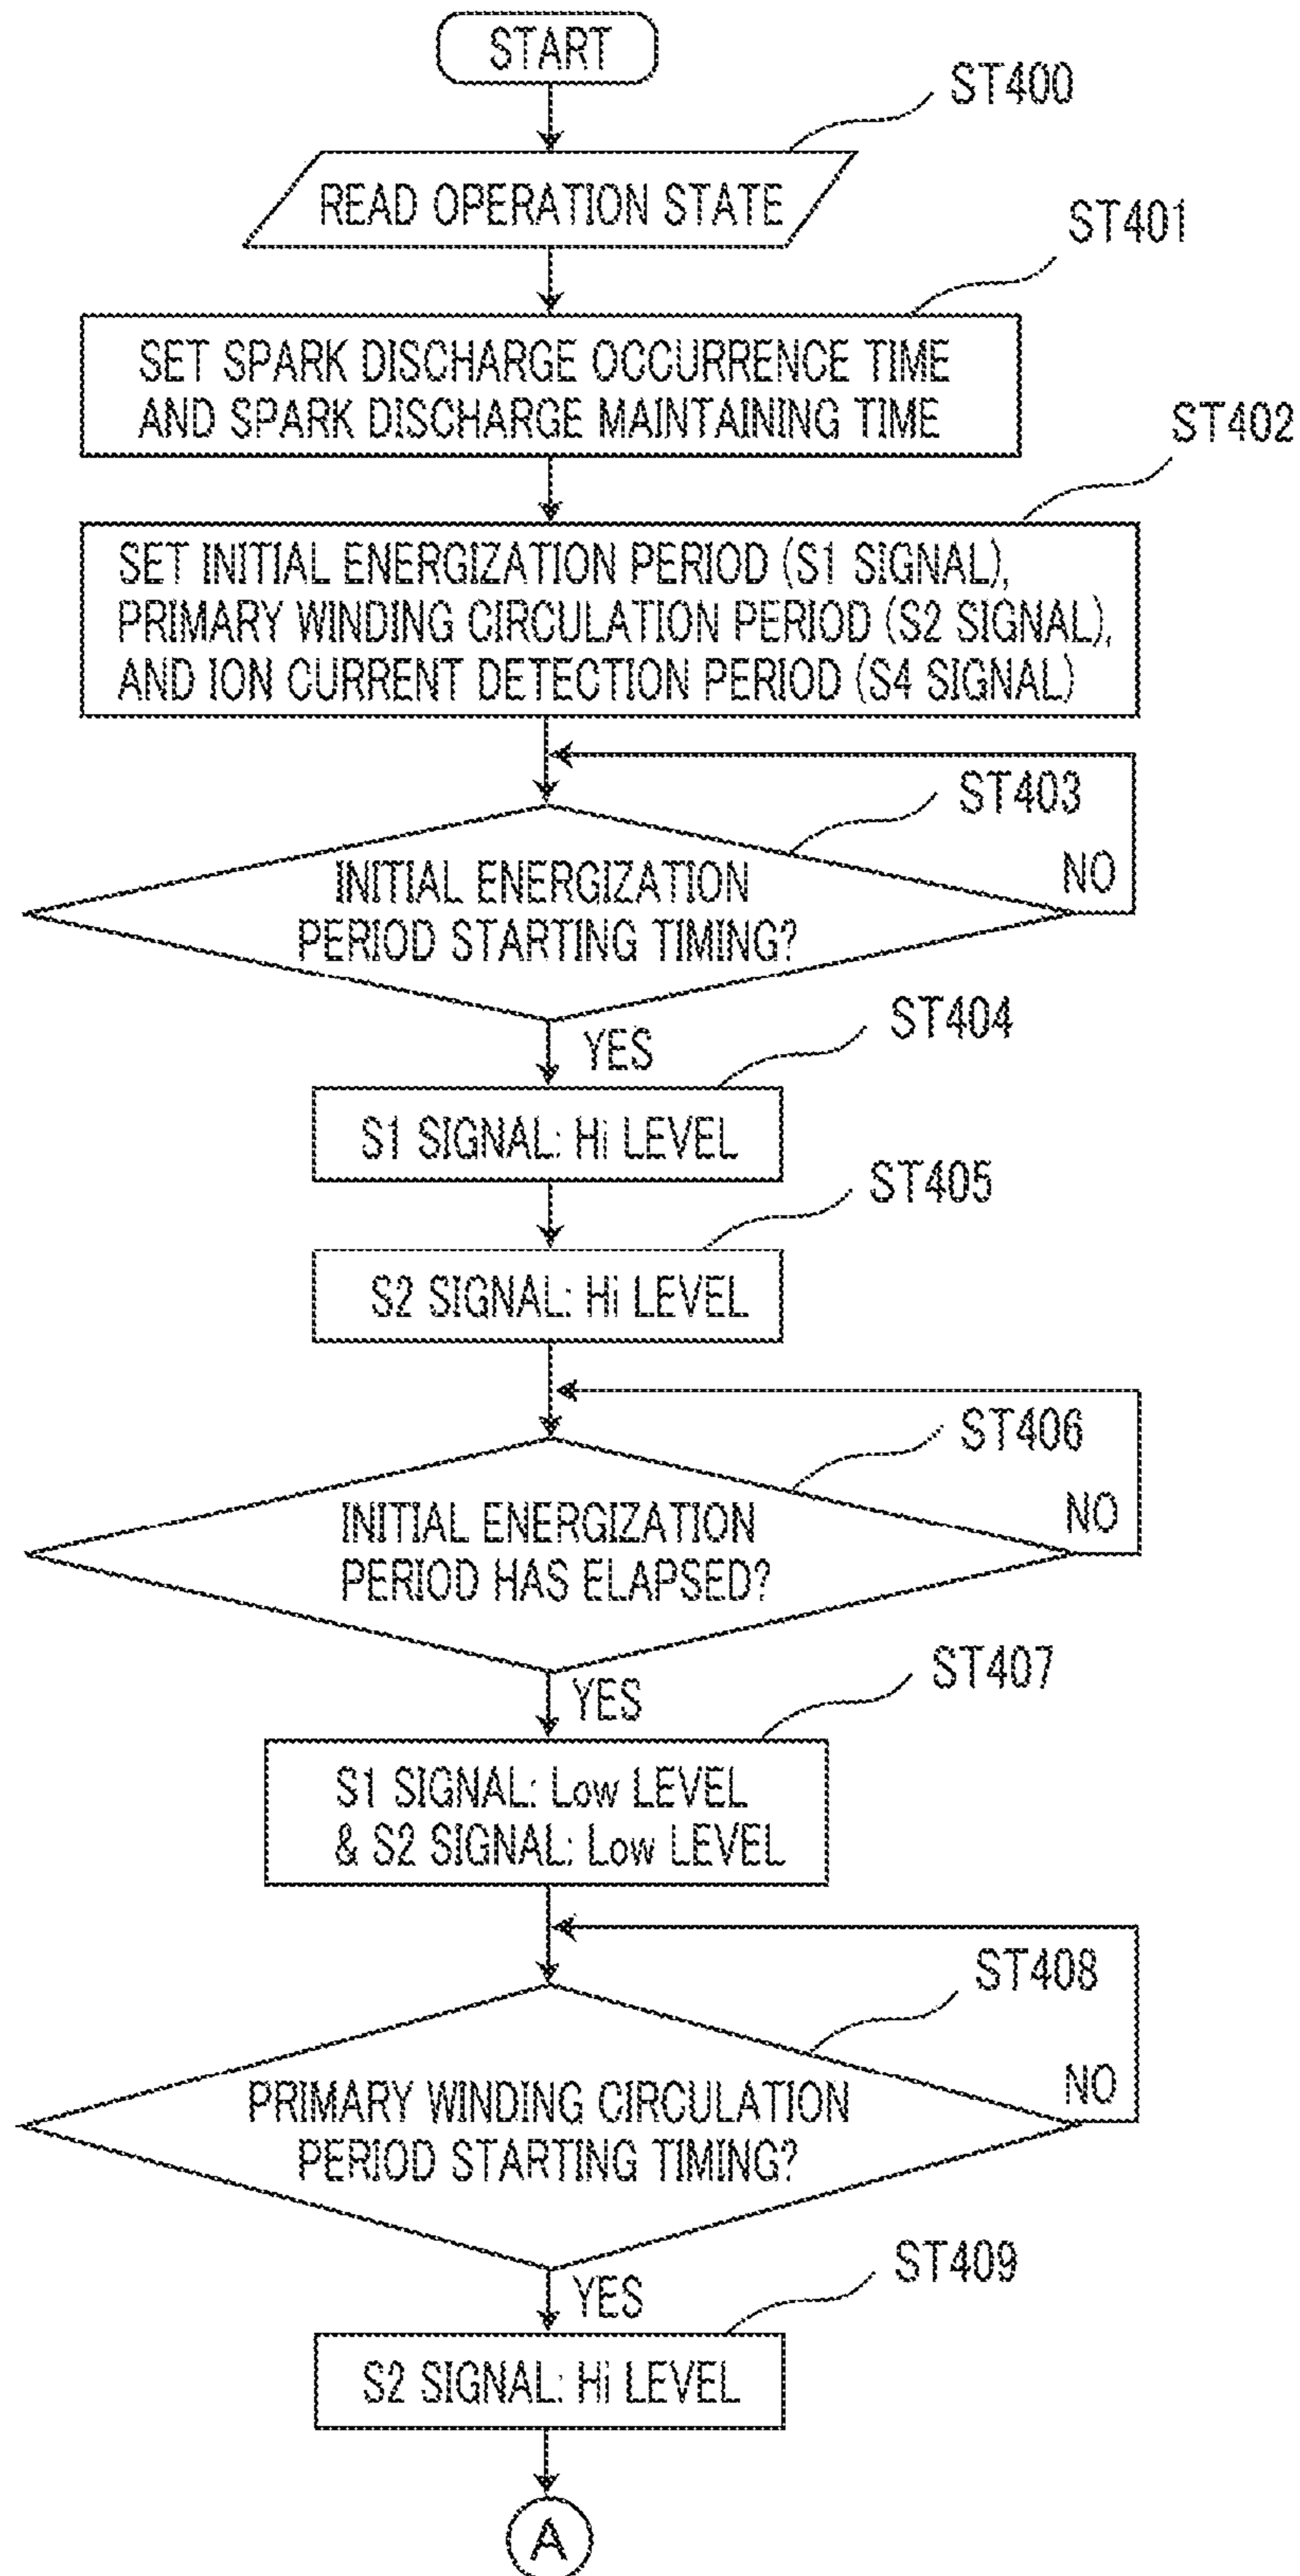 START
ST400
READ OPERATION STATE
ST401
SET SPARK DISCHARGE OCCURRENCE TIME
AND SPARK DISCHARGE MAINTAINING TIME
ST402
SET INITIAL ENERGIZATION PERIOD (S1 SIGNAL),
PRIMARY WINDING CIRCULATION PERIOD (S2 SIGNAL),
AND ION CURRENT DETECTION PERIOD (S4 SIGNAL)
ST403
NO
INITIAL ENERGIZATION
PERIOD STARTING TIMING?
YES
ST404
S1 SIGNAL: Hi LEVEL
ST405
S2 SIGNAL: Hi LEVEL
ST406
NO
INITIAL ENERGIZATION
PERIOD HAS ELAPSED?
YES
ST407
S1 SIGNAL: Low LEVEL
& S2 SIGNAL: Low LEVEL
ST408
NO
PRIMARY WINDING CIRCULATION
PERIOD STARTING TIMING?
YES
ST409
S2 SIGNAL: Hi LEVEL
A